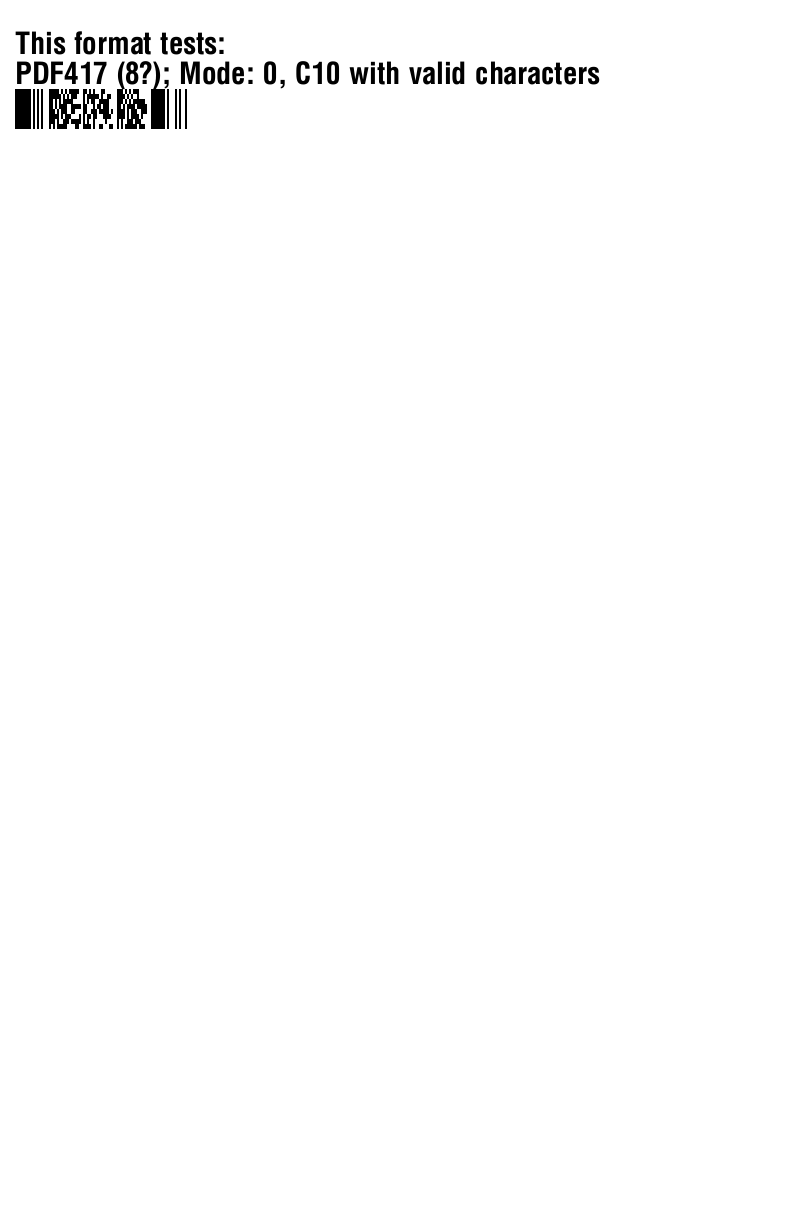 This format tests:
PDF417 (8?); Mode: 0, C10 with valid characters